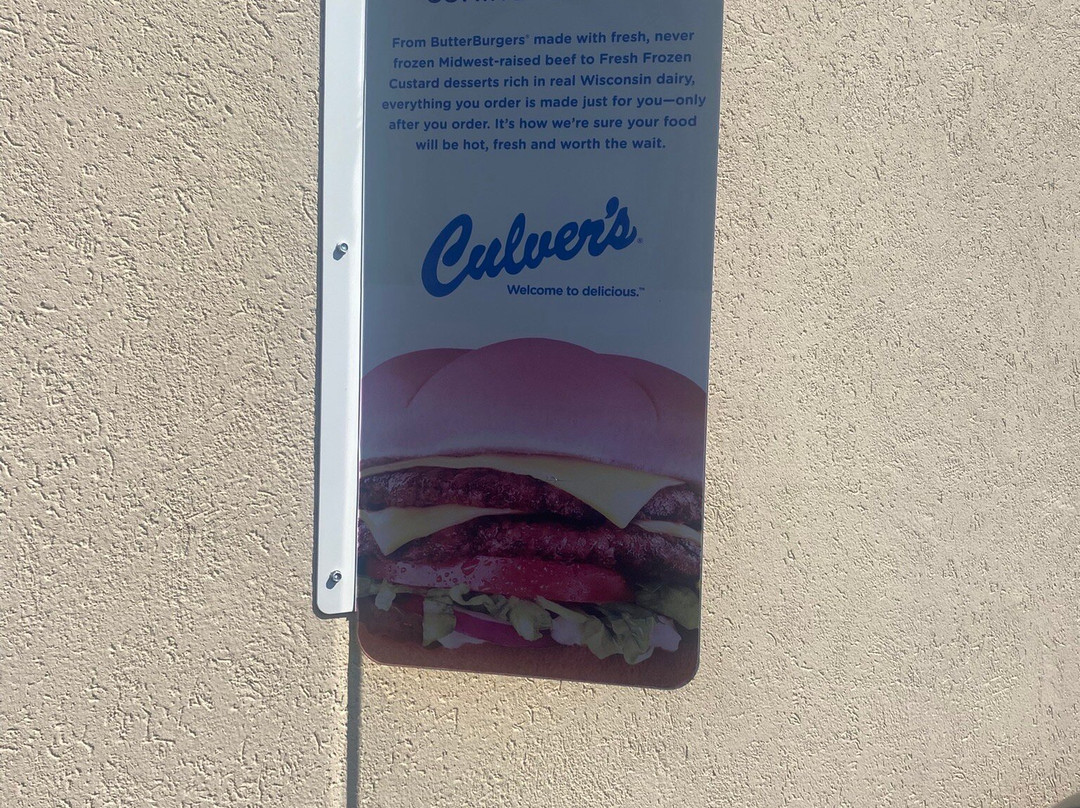 From ButterBurgers® made with fresh, never
frozen Midwest-raised beef to Fresh Frozen
Custard desserts rich in real Wisconsin dairy,
everything you order is made just for you—only
after you order. It's how we're sure your food
will be hot, fresh and worth the wait.
Culver's®
Welcome to delicious.™